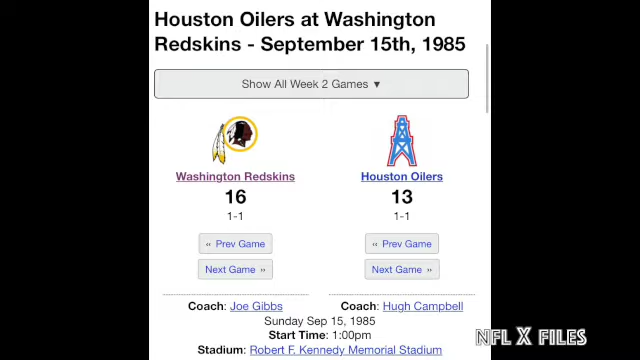 Houston Oilers at Washington
Redskins - September 15th, 1985
Show All Week 2 Games ▼
Washington Redskins
Houston Oilers
16
13
1-1
1-1
‹‹ Prev Game
‹‹ Prev Game
Next Game ››
Next Game ››
Coach: Joe Gibbs
Coach: Hugh Campbell
Sunday Sep 15, 1985
Start Time: 1:00pm
Stadium: Robert F. Kennedy Memorial Stadium
NFL X FILES